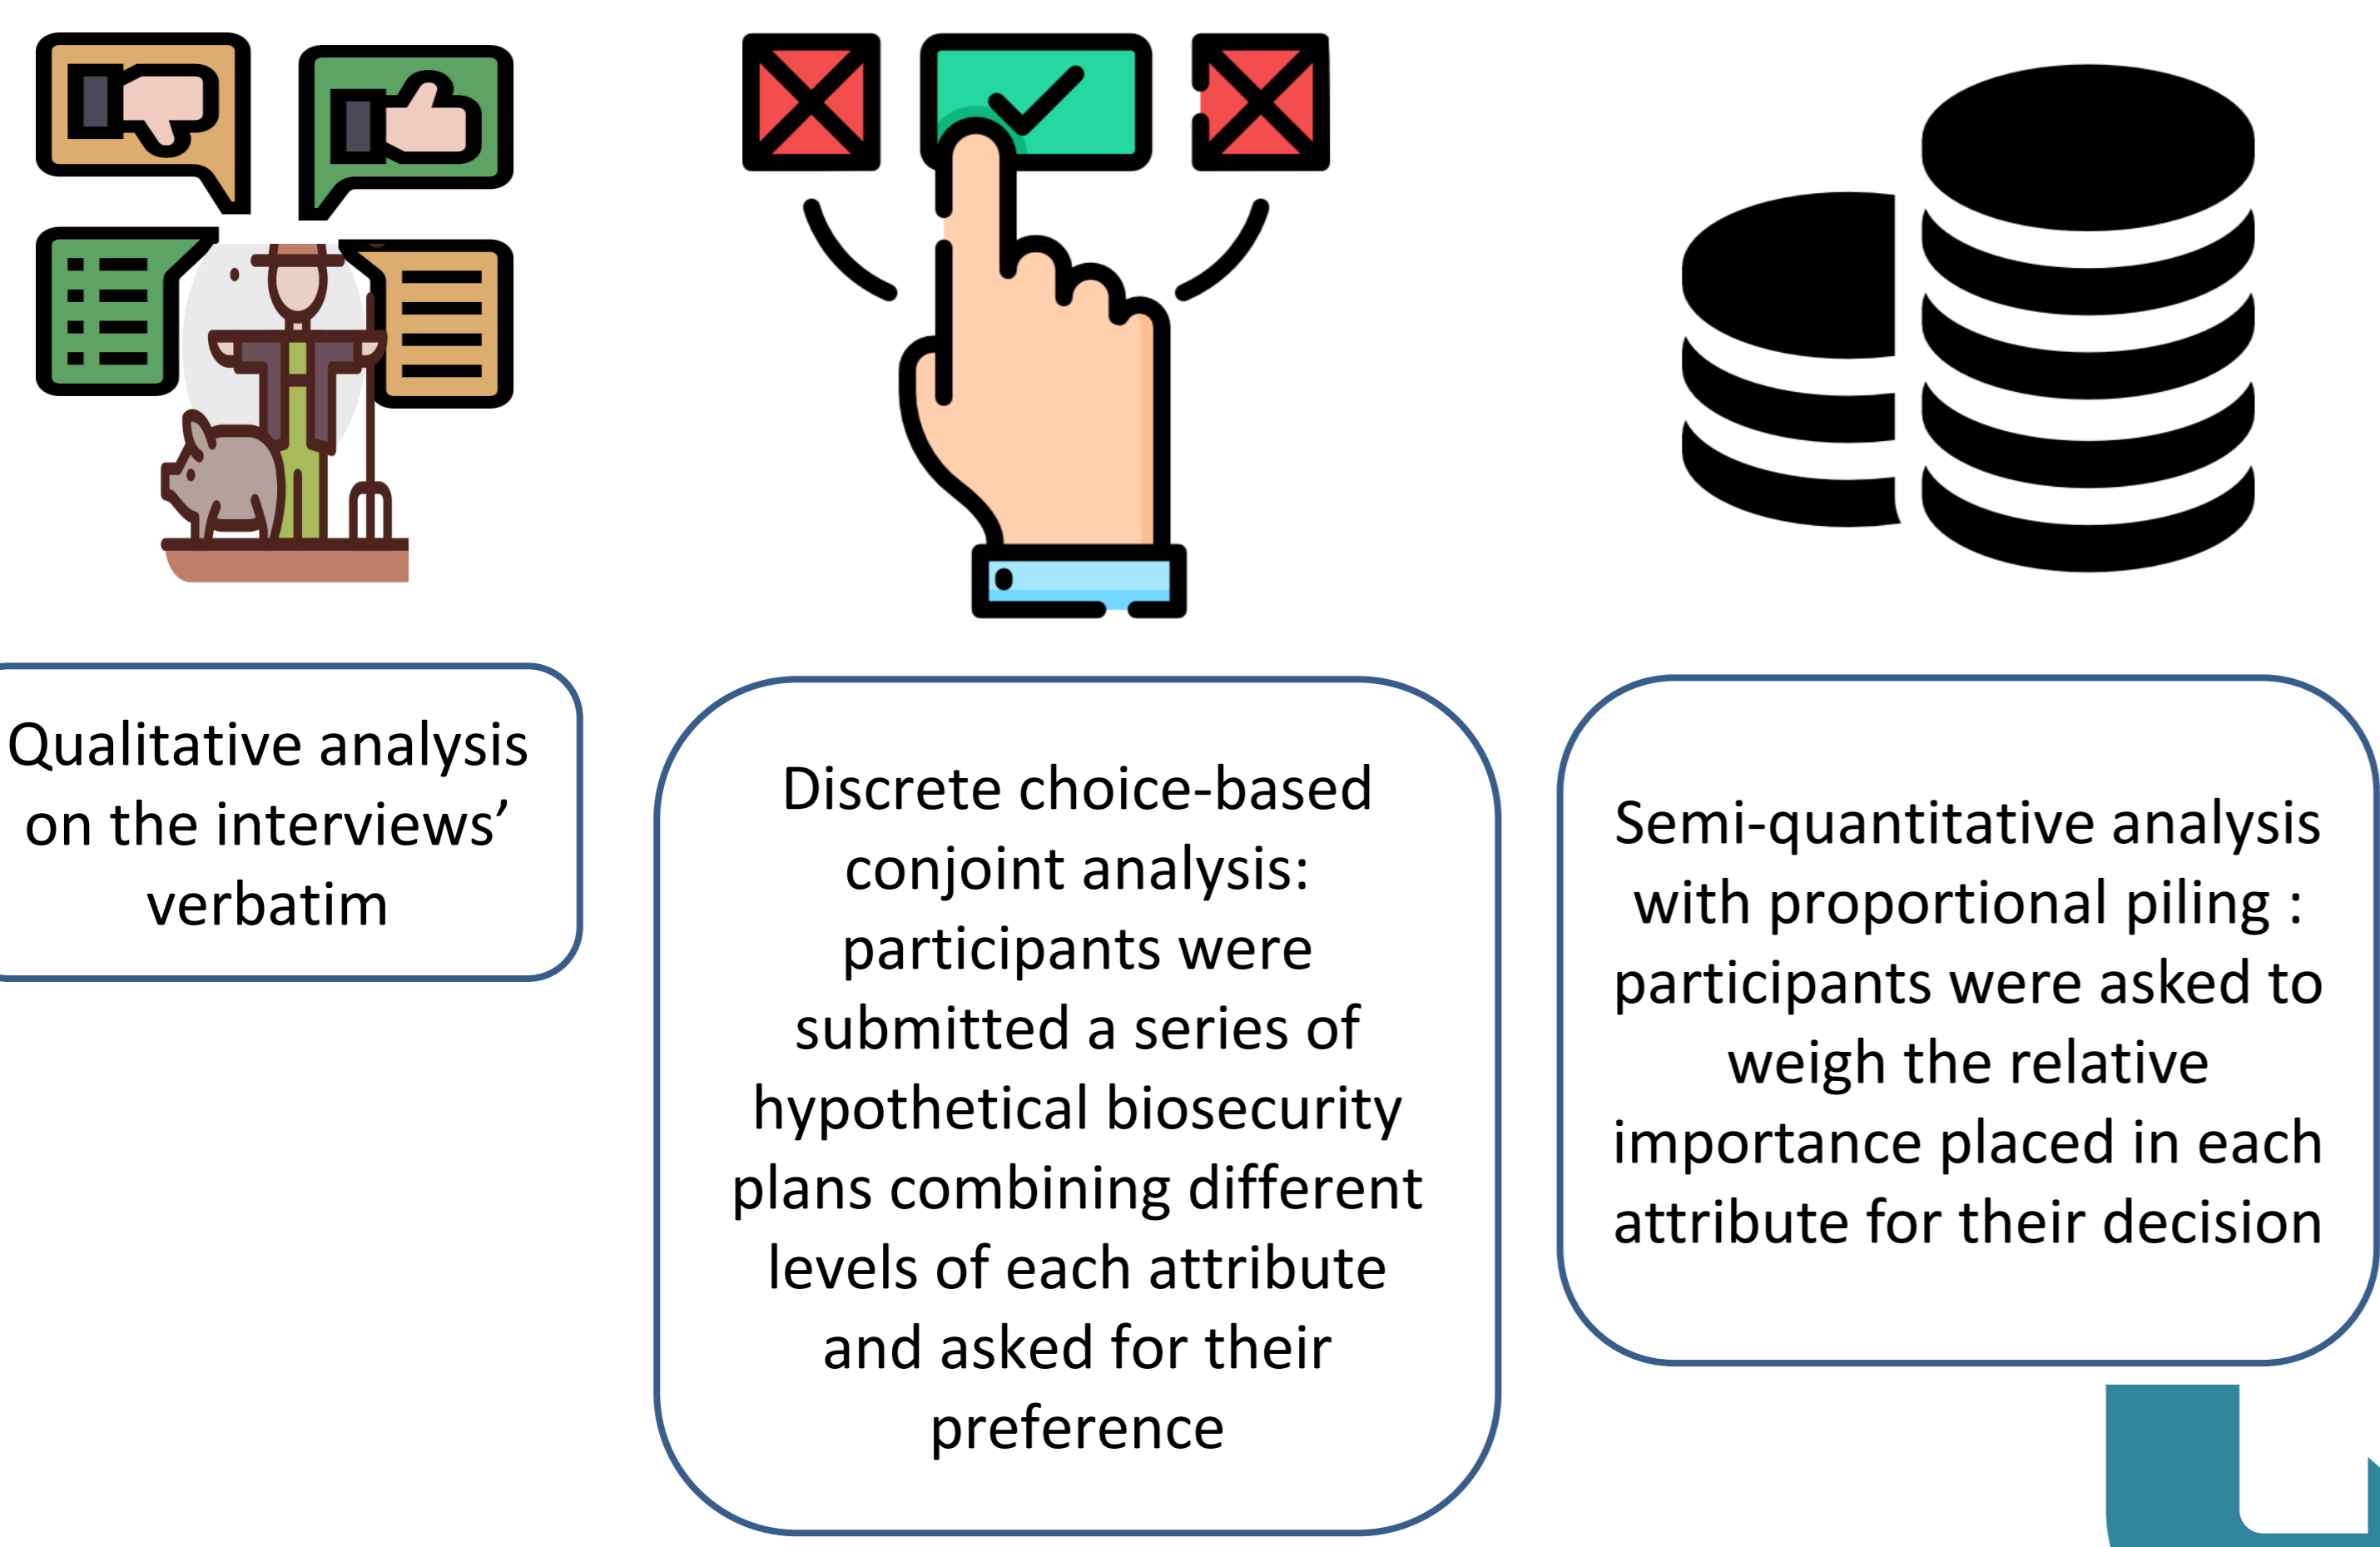 Qualitative analysis
on the interviews’
verbatim
Discrete choice-based
conjoint analysis:
participants were
submitted a series of
hypothetical biosecurity
plans combining different
levels of each attribute
and asked for their
preference
Semi-quantitative analysis
with proportional piling :
participants were asked to
weigh the relative
importance placed in each
attribute for their decision